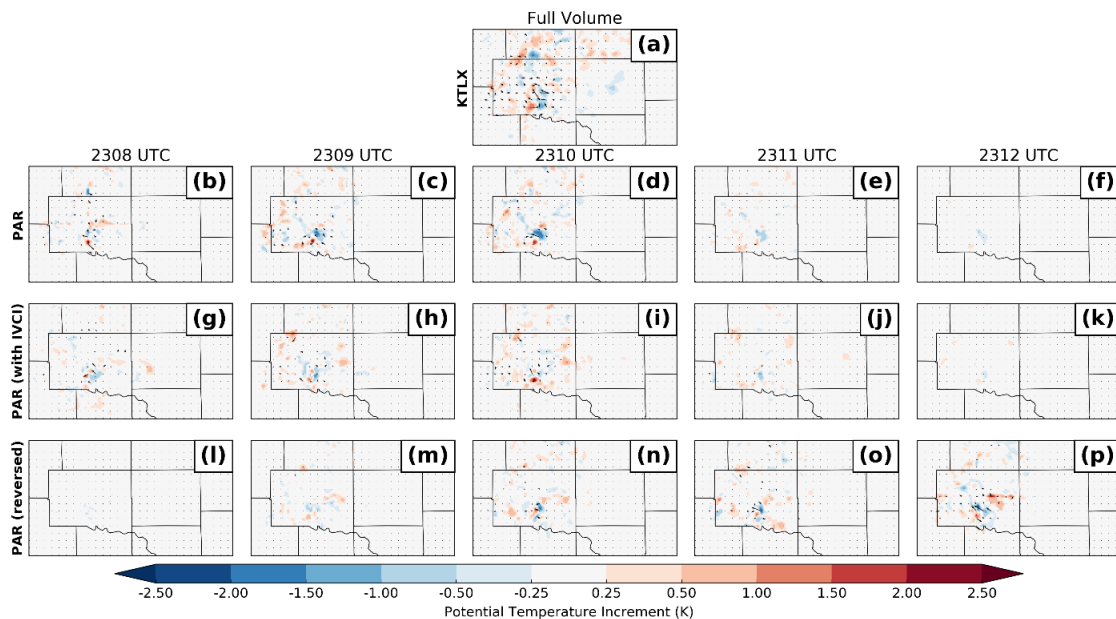 Full Volume
(a)
KTLX
2308 UTC 2309 UTC 2310 UTC 2311 UTC 2312 UTC
PAR
(b) (c) (d) (e) (f)
PAR (with IVCI)
(g) (h) (i) (j) (k)
PAR (reversed)
(l) (m) (n) (o) (p)
-2.50 -2.00 -1.50 -1.00 -0.50 -0.25 0.25 0.50 1.00 1.50 2.00 2.50
Potential Temperature Increment (K)